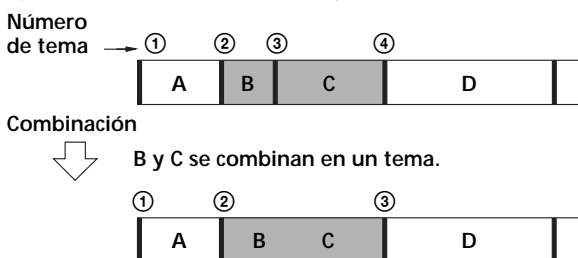 Número
de tema ① ② ③ ④
A B C D
Combinación
B y C se combinan en un tema.
① ② ③
A B C D